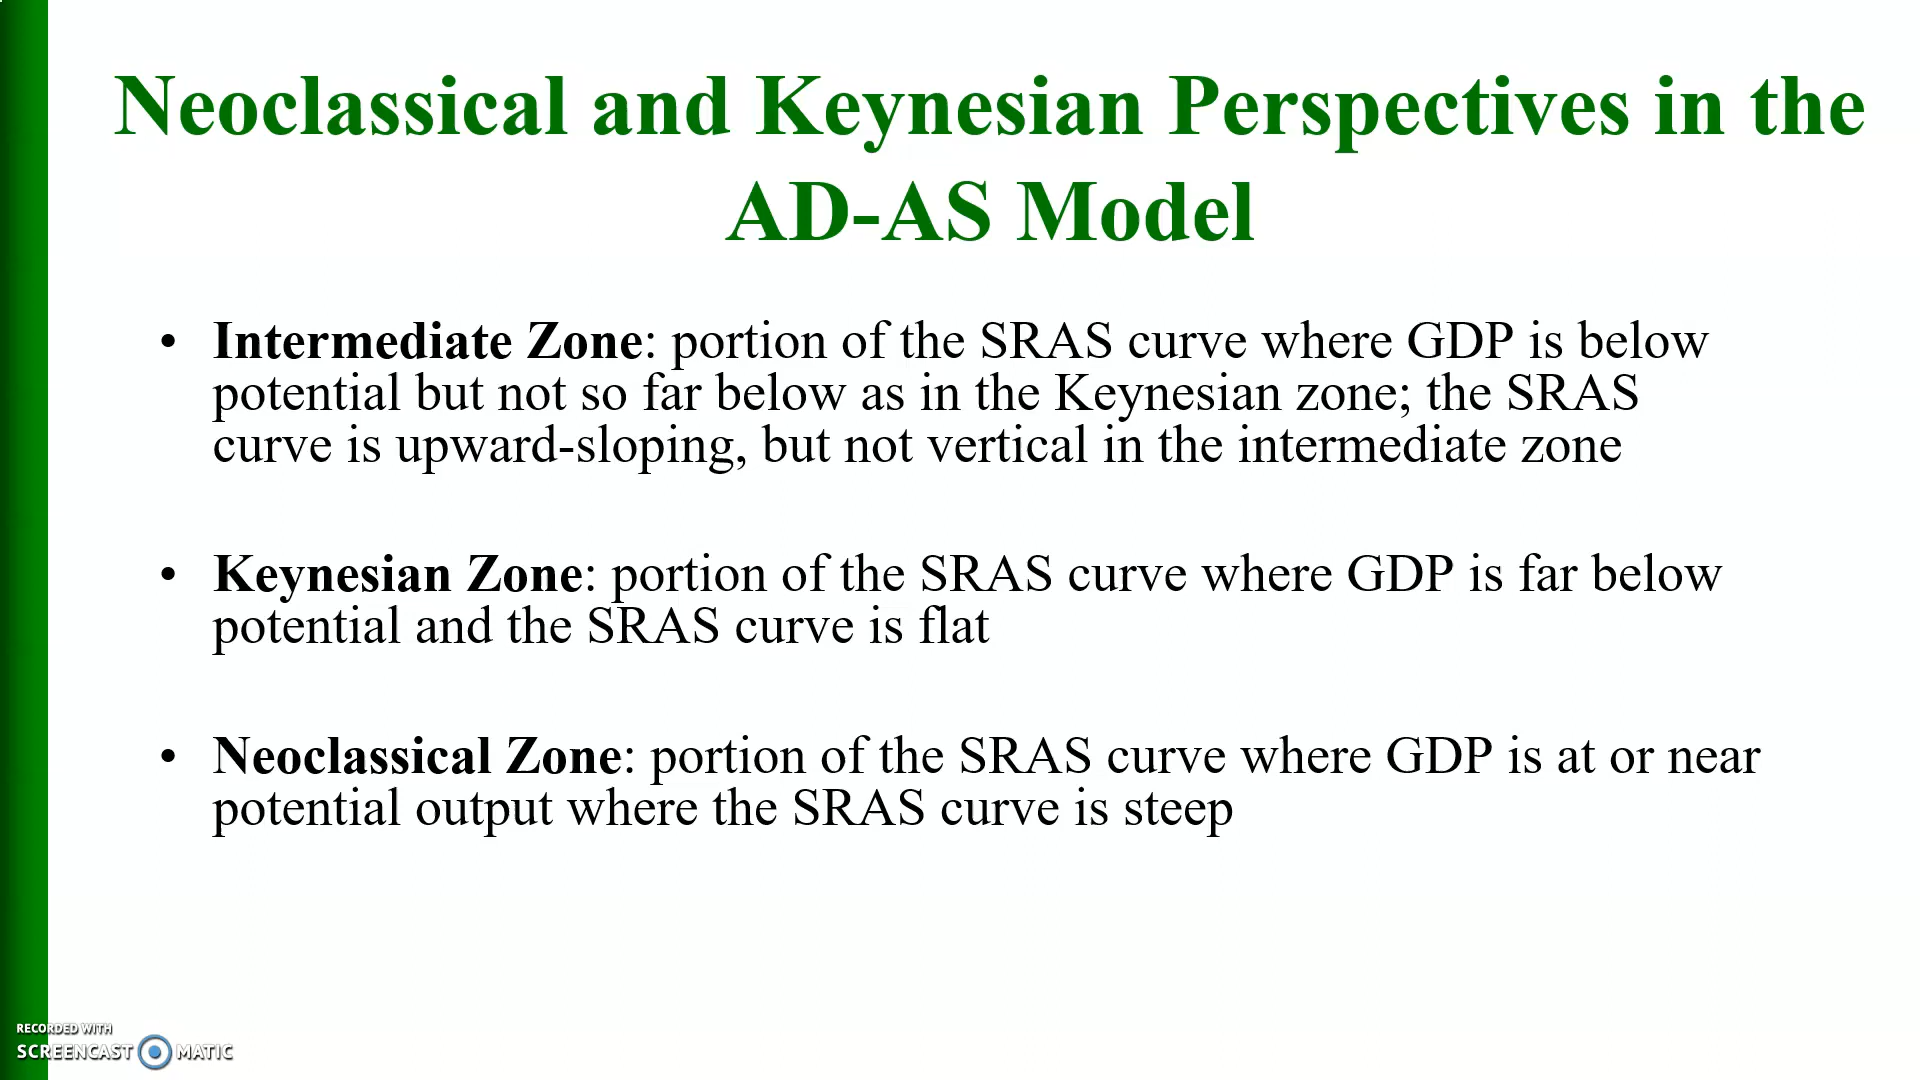 Neoclassical and Keynesian Perspectives in the
AD-AS Model
• Intermediate Zone: portion of the SRAS curve where GDP is below
potential but not so far below as in the Keynesian zone; the SRAS
curve is upward-sloping, but not vertical in the intermediate zone
• Keynesian Zone: portion of the SRAS curve where GDP is far below
potential and the SRAS curve is flat
• Neoclassical Zone: portion of the SRAS curve where GDP is at or near
potential output where the SRAS curve is steep
RECORDED WITH
SCREENCAST MATIC